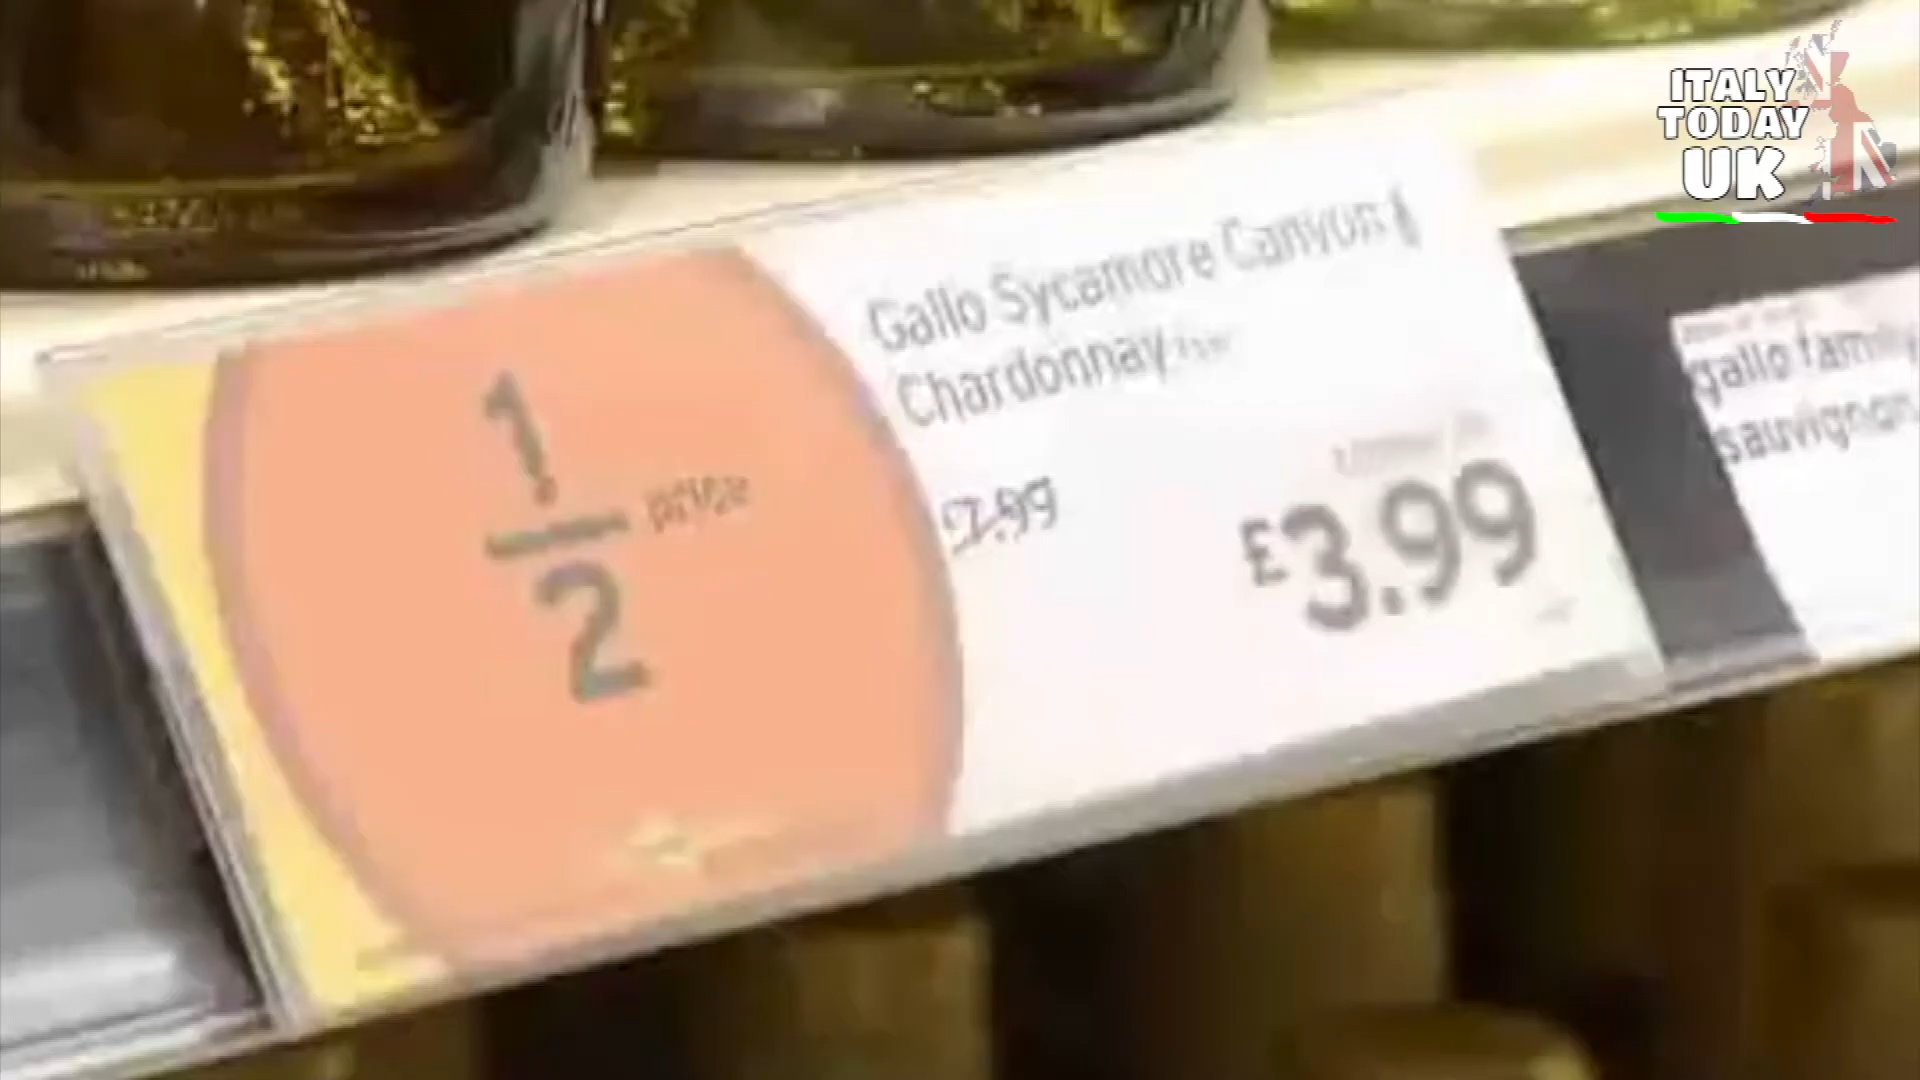 ITALY
TODAY
UK
Gallo Sycamore Canyon
Chardonnay
1
2
price
£7.99
£3.99
gallo family
sauvignon